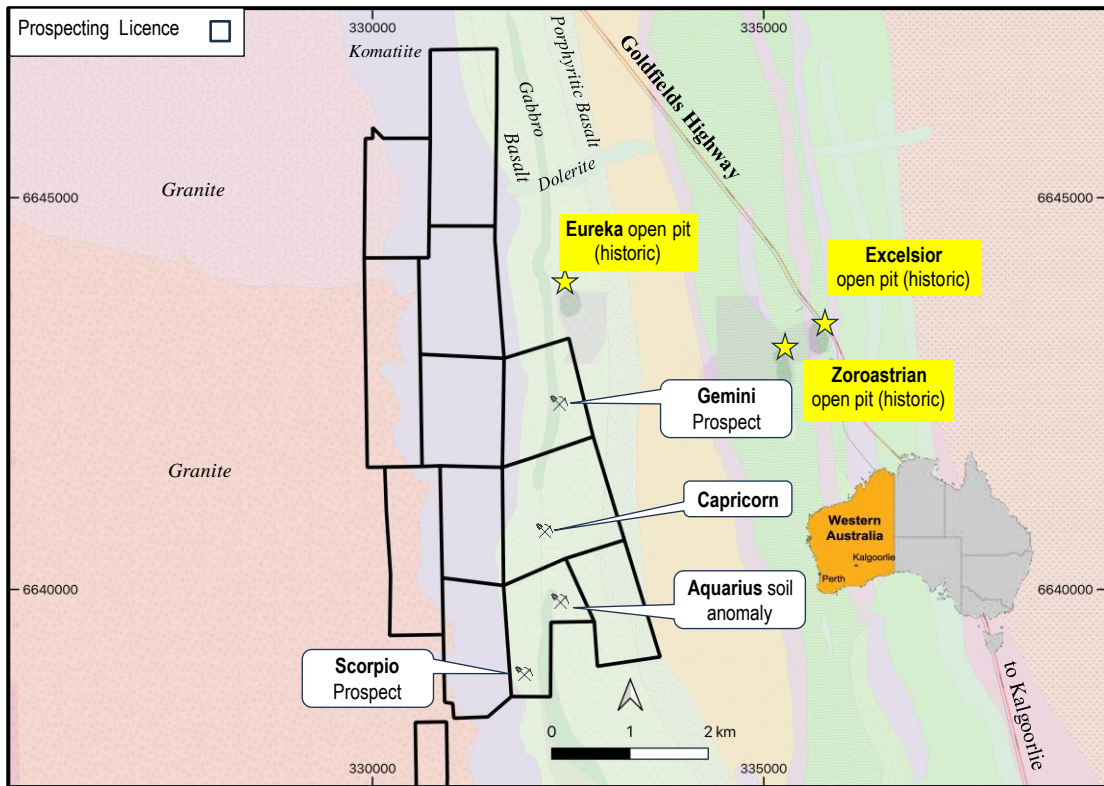 Prospecting Licence
330000
335000
Komatiite
Porphyritic Basalt
Goldfields Highway
Gabbro
Basalt
Dolerite
Granite
6645000
6645000
Eureka open pit
(historic)
Excelsior
open pit (historic)
Zoroastrian
open pit (historic)
Gemini
Prospect
Granite
Capricorn
Western
Australia
Kalgoorlie
Perth
6640000
6640000
Aquarius soil
anomaly
Scorpio
Prospect
to Kalgoorlie
0 1 2 km
330000
335000